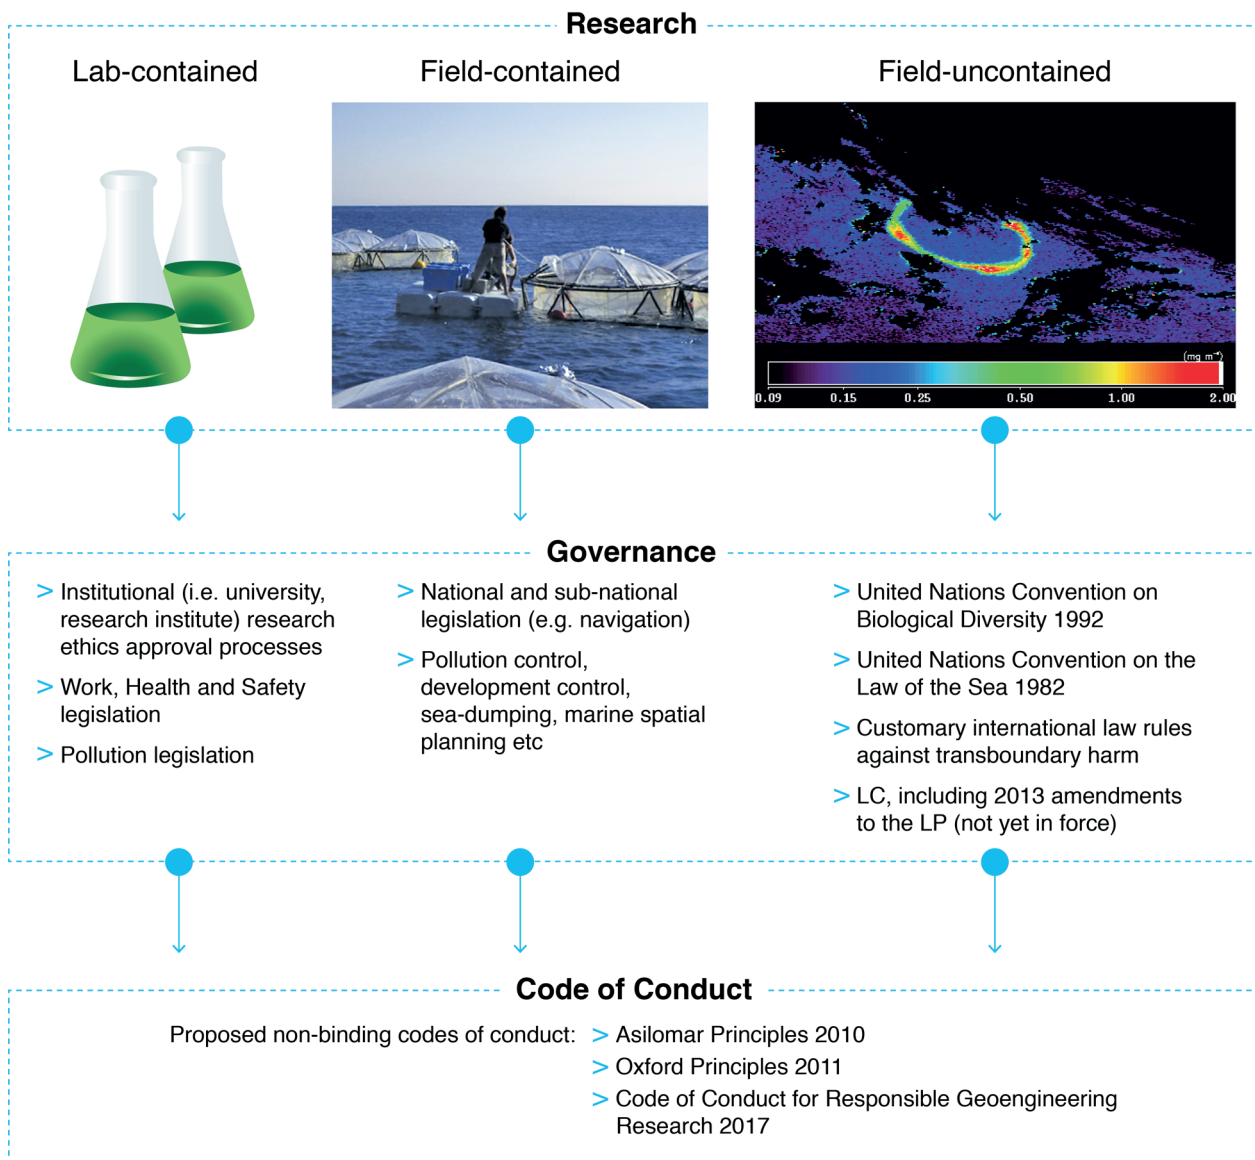 Research
Lab-contained
Field-contained
Field-uncontained
(mg m⁻³)
0.09 0.15 0.25 0.50 1.00 2.00
Governance
> Institutional (i.e. university,
research institute) research
ethics approval processes
> Work, Health and Safety
legislation
> Pollution legislation
> National and sub-national
legislation (e.g. navigation)
> Pollution control,
development control,
sea-dumping, marine spatial
planning etc
> United Nations Convention on
Biological Diversity 1992
> United Nations Convention on the
Law of the Sea 1982
> Customary international law rules
against transboundary harm
> LC, including 2013 amendments
to the LP (not yet in force)
Code of Conduct
Proposed non-binding codes of conduct: > Asilomar Principles 2010
> Oxford Principles 2011
> Code of Conduct for Responsible Geoengineering
Research 2017